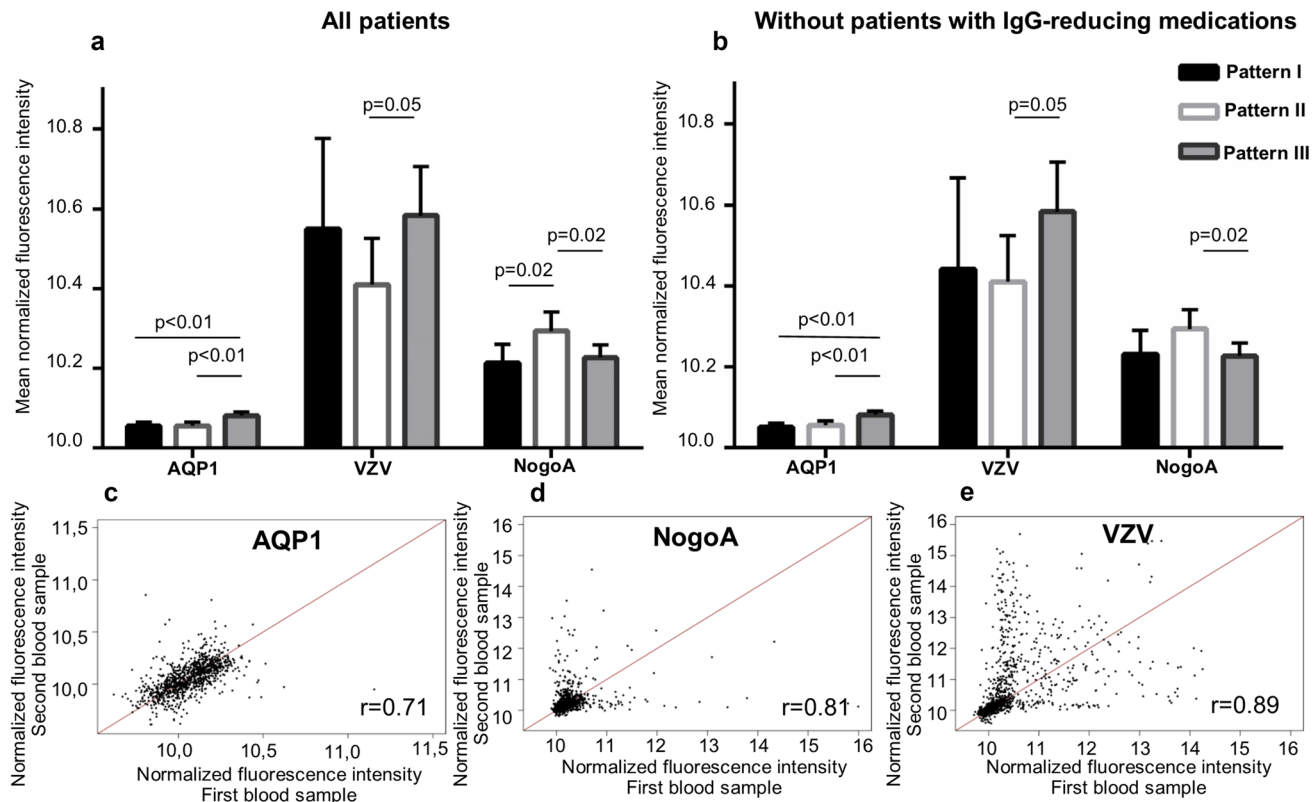 All patients
Without patients with IgG-reducing medications
a
b
Mean normalized fluorescence intensity
10.8
10.6
10.4
10.2
10.0
p<0.01
p<0.01
p=0.05
p=0.02
p=0.02
AQP1
VZV
NogoA
Mean normalized fluorescence intensity
10.8
10.6
10.4
10.2
10.0
p<0.01
p<0.01
p=0.05
p=0.02
AQP1
VZV
NogoA
Pattern I
Pattern II
Pattern III
c
AQP1
Normalized fluorescence intensity
Second blood sample
11,5
11,0
10,5
10,0
r=0.71
10,0 10,5 11,0 11,5
Normalized fluorescence intensity
First blood sample
d
NogoA
Normalized fluorescence intensity
Second blood sample
16
15
14
13
12
11
10
r=0.81
10 11 12 13 14 15 16
Normalized fluorescence intensity
First blood sample
e
VZV
Normalized fluorescence intensity
Second blood sample
16
15
14
13
12
11
10
r=0.89
10 11 12 13 14 15 16
Normalized fluorescence intensity
First blood sample